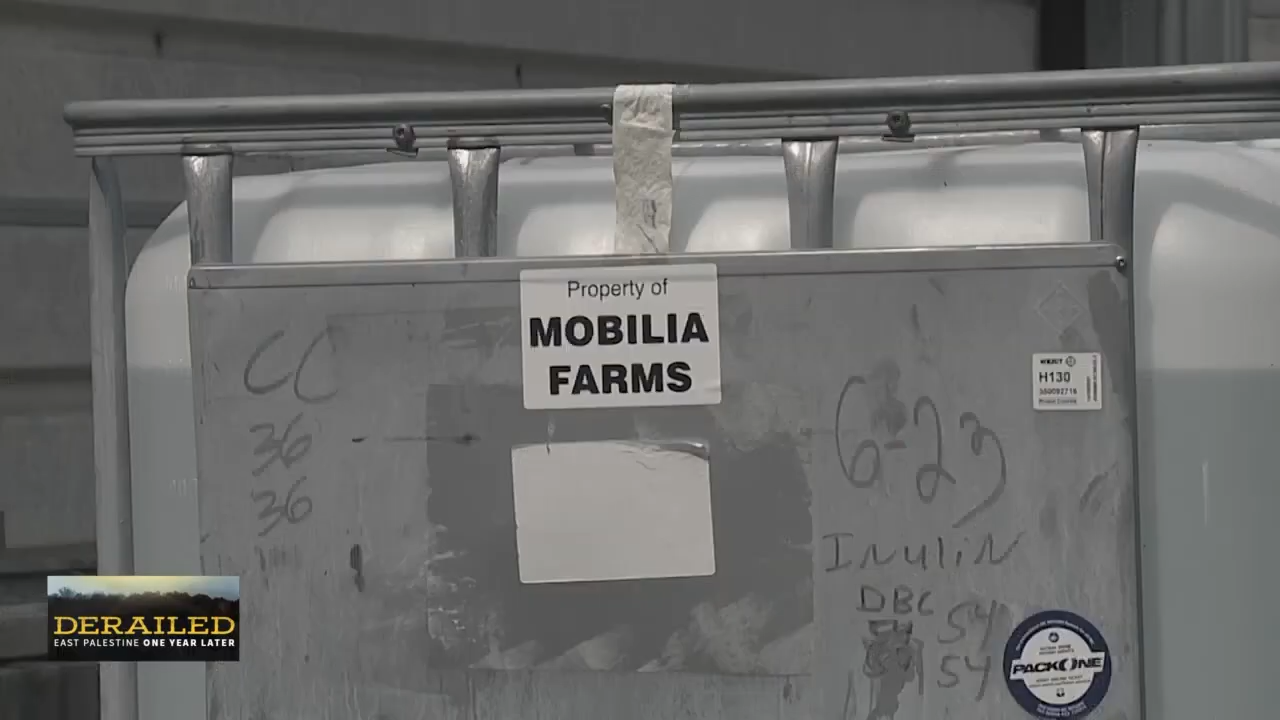 Property of
MOBILIA
FARMS
CC
36
36
H130
6-23
Inulin
DBC
54
54
PACKONE
DERAILED
EAST PALESTINE ONE YEAR LATER